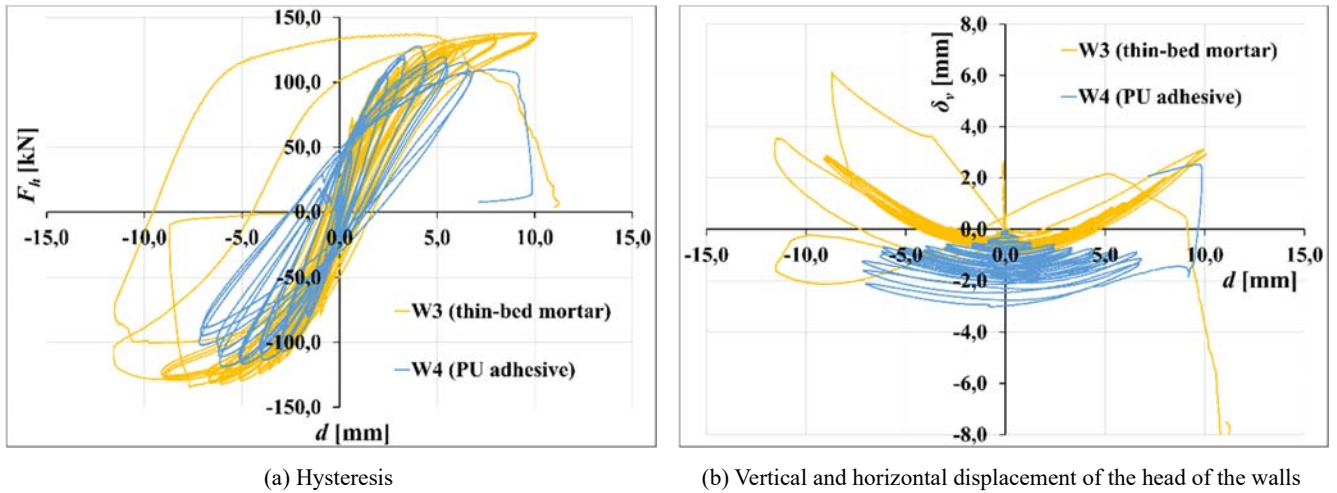 150,0
100,0
50,0
0,0
-15,0 -10,0 -5,0 0,0 5,0 10,0 15,0
-50,0
-100,0
-150,0
F_h [kN]
d [mm]
W3 (thin-bed mortar)
W4 (PU adhesive)
(a) Hysteresis
8,0
6,0
4,0
2,0
0,0
-15,0 -10,0 -5,0 0,0 5,0 10,0 15,0
-2,0
-4,0
-6,0
-8,0
δ_v [mm]
d [mm]
W3 (thin-bed mortar)
W4 (PU adhesive)
(b) Vertical and horizontal displacement of the head of the walls